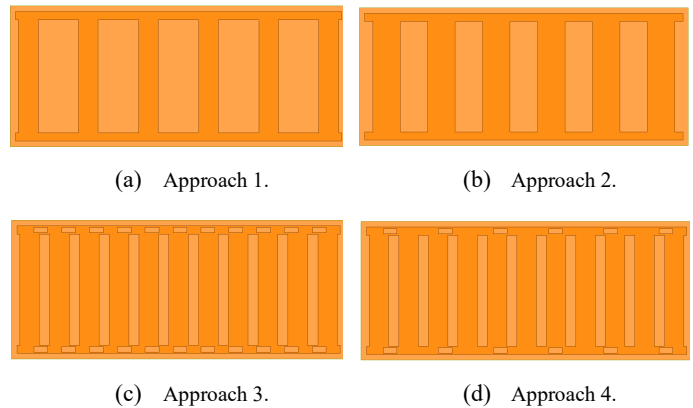 (a) Approach 1.
(b) Approach 2.
(c) Approach 3.
(d) Approach 4.